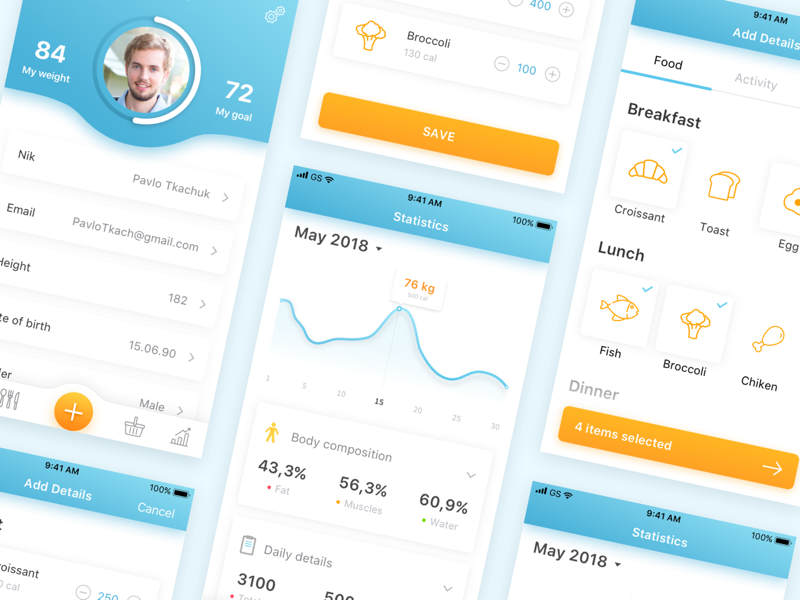 84
My weight
72
My goal
Nik
Pavlo Tkachuk
Email
PavloTkach@gmail.com
Height
182
te of birth
15.06.90
der
Male
9:41 AM
100%
Add Details
Cancel
t
roissant
cal
250
400
Broccoli
130 cal
100
SAVE
GS
9:41 AM
100%
Statistics
May 2018
76 kg
500 cal
1
5
10
15
20
25
30
Body composition
43,3%
Fat
56,3%
Muscles
60,9%
Water
Daily details
3100
500
9:41 AM
Add Details
Food
Activity
Breakfast
Croissant
Toast
Egg
Lunch
Fish
Broccoli
Chiken
Dinner
4 items selected
GS
9:41 AM
100%
Statistics
May 2018